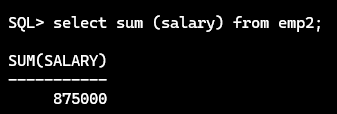 SQL> select sum (salary) from emp2;
SUM(SALARY)
-----------
875000